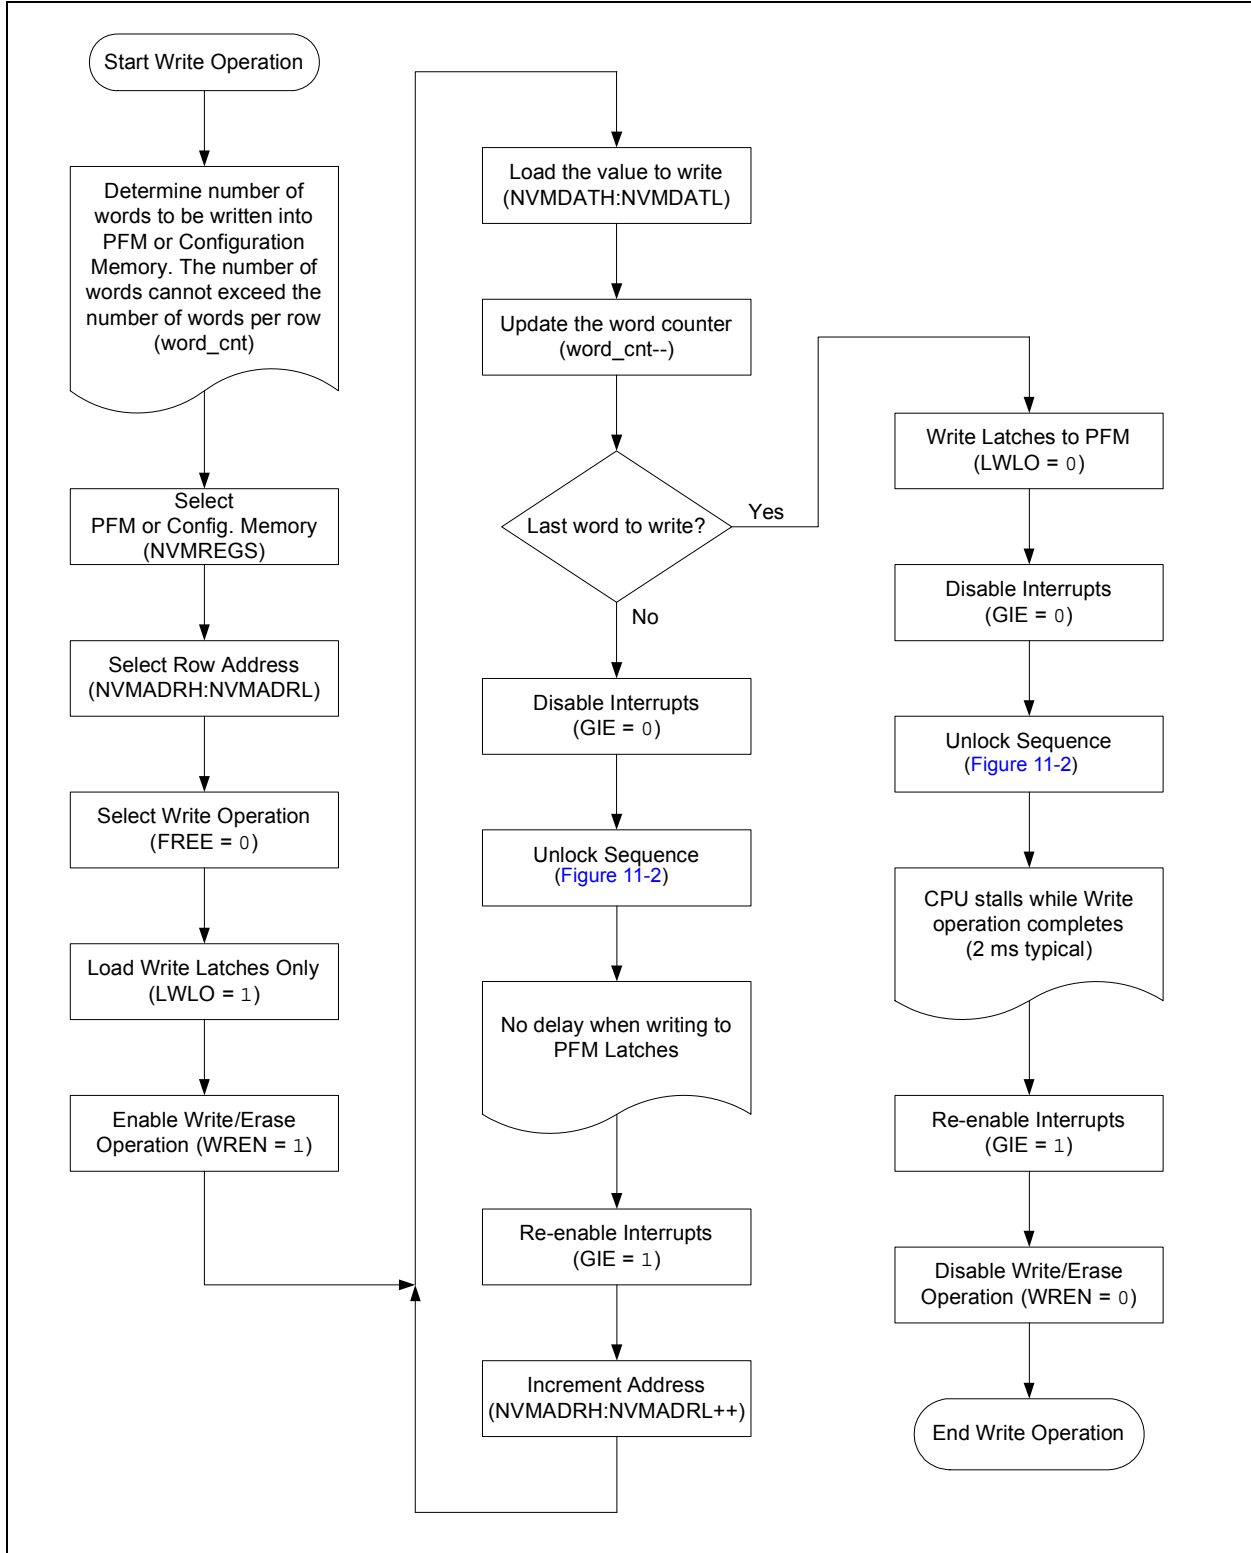 Start Write Operation
Determine number of
words to be written into
PFM or Configuration
Memory. The number of
words cannot exceed the
number of words per row
(word_cnt)
Select
PFM or Config. Memory
(NVMREGS)
Select Row Address
(NVMADRH:NVMADRL)
Select Write Operation
(FREE = 0)
Load Write Latches Only
(LWLO = 1)
Enable Write/Erase
Operation (WREN = 1)
Load the value to write
(NVMDATH:NVMDATL)
Update the word counter
(word_cnt--)
Last word to write?
Yes
No
Disable Interrupts
(GIE = 0)
Unlock Sequence
(Figure 11-2)
No delay when writing to
PFM Latches
Re-enable Interrupts
(GIE = 1)
Increment Address
(NVMADRH:NVMADRL++)
Write Latches to PFM
(LWLO = 0)
Disable Interrupts
(GIE = 0)
Unlock Sequence
(Figure 11-2)
CPU stalls while Write
operation completes
(2 ms typical)
Re-enable Interrupts
(GIE = 1)
Disable Write/Erase
Operation (WREN = 0)
End Write Operation